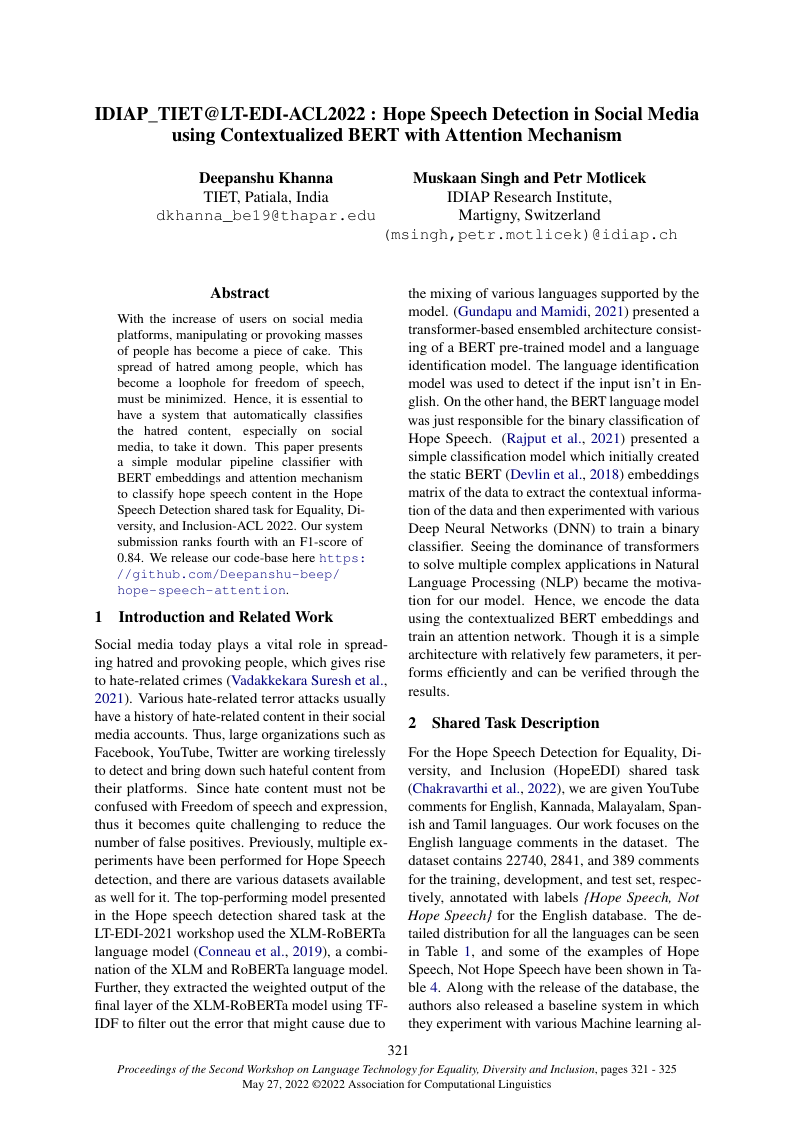 IDIAP_TIET@LT-EDI-ACL2022 : Hope Speech Detection in Social Media
using Contextualized BERT with Attention Mechanism
Deepanshu Khanna
TIET, Patiala, India
dkhanna_be19@thapar.edu
Muskaan Singh and Petr Motlicek
IDIAP Research Institute,
Martigny, Switzerland
(msingh,petr.motlicek)@idiap.ch
Abstract
With the increase of users on social media
platforms, manipulating or provoking masses
of people has become a piece of cake. This
spread of hatred among people, which has
become a loophole for freedom of speech,
must be minimized. Hence, it is essential to
have a system that automatically classifies
the hatred content, especially on social
media, to take it down. This paper presents
a simple modular pipeline classifier with
BERT embeddings and attention mechanism
to classify hope speech content in the Hope
Speech Detection shared task for Equality, Di-
versity, and Inclusion-ACL 2022. Our system
submission ranks fourth with an F1-score of
0.84. We release our code-base here https:
//github.com/Deepanshu-beep/
hope-speech-attention.
1 Introduction and Related Work
Social media today plays a vital role in spread-
ing hatred and provoking people, which gives rise
to hate-related crimes (Vadakkekara Suresh et al.,
2021). Various hate-related terror attacks usually
have a history of hate-related content in their social
media accounts. Thus, large organizations such as
Facebook, YouTube, Twitter are working tirelessly
to detect and bring down such hateful content from
their platforms. Since hate content must not be
confused with Freedom of speech and expression,
thus it becomes quite challenging to reduce the
number of false positives. Previously, multiple ex-
periments have been performed for Hope Speech
detection, and there are various datasets available
as well for it. The top-performing model presented
in the Hope speech detection shared task at the
LT-EDI-2021 workshop used the XLM-RoBERTa
language model (Conneau et al., 2019), a combi-
nation of the XLM and RoBERTa language model.
Further, they extracted the weighted output of the
final layer of the XLM-RoBERTa model using TF-
IDF to filter out the error that might cause due to
the mixing of various languages supported by the
model. (Gundapu and Mamidi, 2021) presented a
transformer-based ensembled architecture consist-
ing of a BERT pre-trained model and a language
identification model. The language identification
model was used to detect if the input isn't in En-
glish. On the other hand, the BERT language model
was just responsible for the binary classification of
Hope Speech. (Rajput et al., 2021) presented a
simple classification model which initially created
the static BERT (Devlin et al., 2018) embeddings
matrix of the data to extract the contextual informa-
tion of the data and then experimented with various
Deep Neural Networks (DNN) to train a binary
classifier. Seeing the dominance of transformers
to solve multiple complex applications in Natural
Language Processing (NLP) became the motiva-
tion for our model. Hence, we encode the data
using the contextualized BERT embeddings and
train an attention network. Though it is a simple
architecture with relatively few parameters, it per-
forms efficiently and can be verified through the
results.
2 Shared Task Description
For the Hope Speech Detection for Equality, Di-
versity, and Inclusion (HopeEDI) shared task
(Chakravarthi et al., 2022), we are given YouTube
comments for English, Kannada, Malayalam, Span-
ish and Tamil languages. Our work focuses on the
English language comments in the dataset. The
dataset contains 22740, 2841, and 389 comments
for the training, development, and test set, respec-
tively, annotated with labels {Hope Speech, Not
Hope Speech} for the English database. The de-
tailed distribution for all the languages can be seen
in Table 1, and some of the examples of Hope
Speech, Not Hope Speech have been shown in Ta-
ble 4. Along with the release of the database, the
authors also released a baseline system in which
they experiment with various Machine learning al-
321
Proceedings of the Second Workshop on Language Technology for Equality, Diversity and Inclusion, pages 321 - 325
May 27, 2022 ©2022 Association for Computational Linguistics